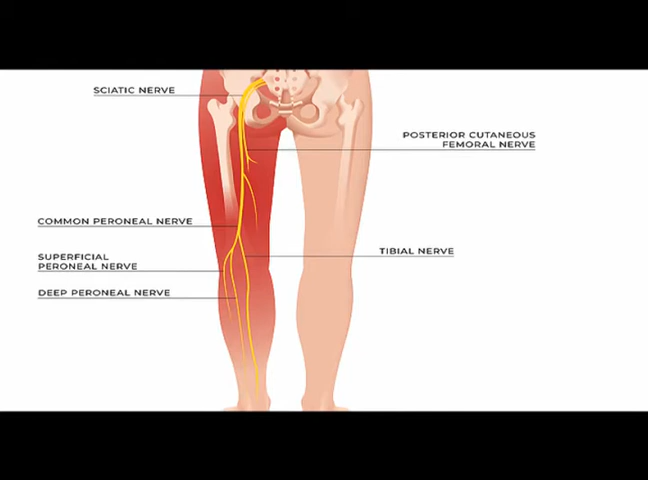 SCIATIC NERVE
POSTERIOR CUTANEOUS
FEMORAL NERVE
COMMON PERONEAL NERVE
SUPERFICIAL
PERONEAL NERVE
TIBIAL NERVE
DEEP PERONEAL NERVE